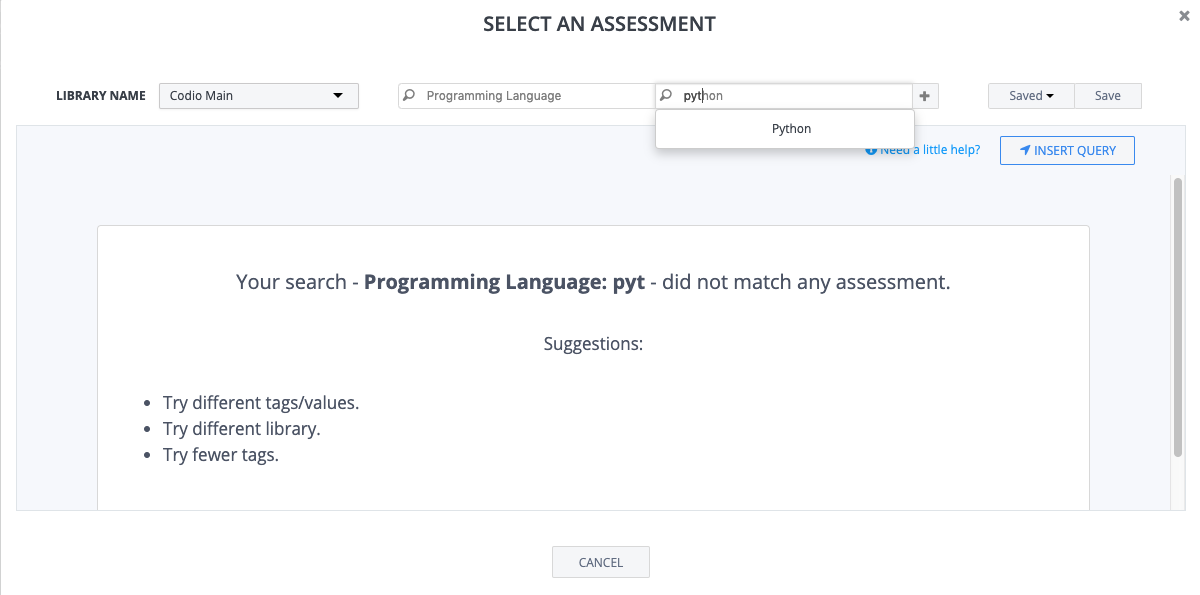 SELECT AN ASSESSMENT
LIBRARY NAME Codio Main Programming Language python Saved Save
Python
Need a little help? INSERT QUERY
Your search - Programming Language: pyt - did not match any assessment.
Suggestions:
• Try different tags/values.
• Try different library.
• Try fewer tags.
CANCEL